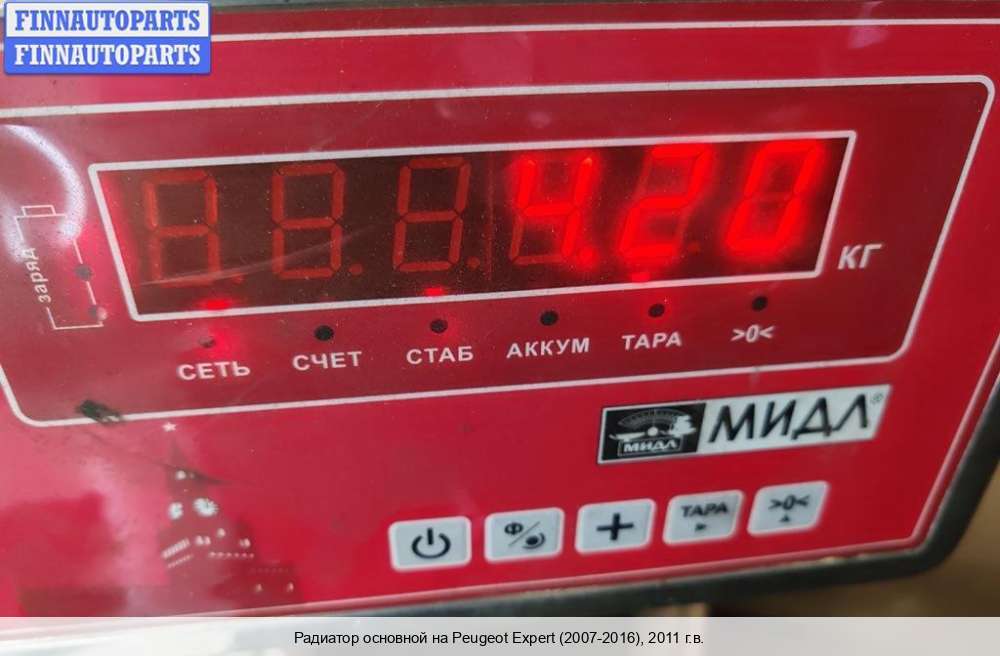 FINNAUTOPARTS
FINNAUTOPARTS
4.20
КГ
заряд
СЕТЬ СЧЕТ СТАБ АККУМ ТАРА >0<
МИДЛ МИДЛ®
Ф ТАРА >0<
Радиатор основной на Peugeot Expert (2007-2016), 2011 г.в.